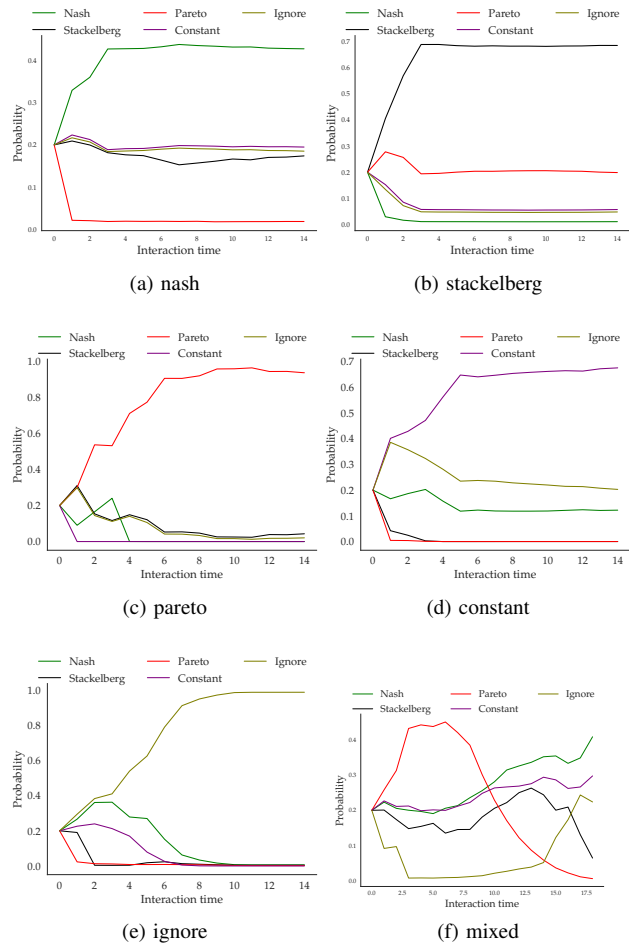 Nash Pareto Ignore
Stackelberg Constant
0.4
0.3
0.2
0.1
0.0
Probability
0 2 4 6 8 10 12 14
Interaction time
(a) nash
Nash Pareto Ignore
Stackelberg Constant
0.7
0.6
0.5
0.4
0.3
0.2
0.1
0.0
Probability
0 2 4 6 8 10 12 14
Interaction time
(b) stackelberg
Nash Pareto Ignore
Stackelberg Constant
1.0
0.8
0.6
0.4
0.2
0.0
Probability
0 2 4 6 8 10 12 14
Interaction time
(c) pareto
Nash Pareto Ignore
Stackelberg Constant
0.7
0.6
0.5
0.4
0.3
0.2
0.1
0.0
Probability
0 2 4 6 8 10 12 14
Interaction time
(d) constant
Nash Pareto Ignore
Stackelberg Constant
1.0
0.8
0.6
0.4
0.2
0.0
Probability
0 2 4 6 8 10 12 14
Interaction time
(e) ignore
Nash Pareto Ignore
Stackelberg Constant
0.4
0.3
0.2
0.1
0.0
Probability
0.0 2.5 5.0 7.5 10.0 12.5 15.0 17.5
Interaction time
(f) mixed